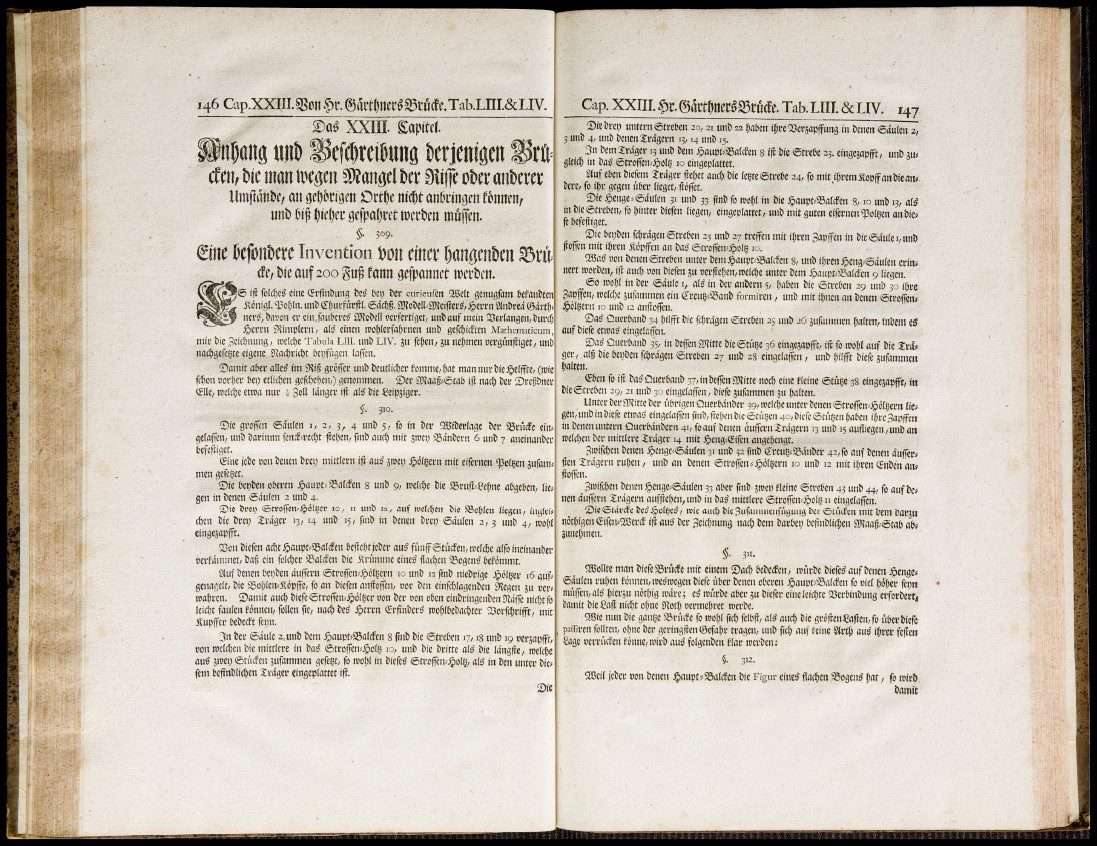 146 Cap. XXIII. Von Hr. Gärthners Brücke. Tab. LIII. & LIV.
Das XXIII. Capitel.
Anhang und Beschreibung derjenigen Brü-
cken, die man wegen Mangel der Risse oder anderer
Umstände, an gehörigen Orthe nicht anbringen können,
und biß hieher gespahret werden müssen.
§. 309.
Eine besondere Invention von einer hangenden Brü-
cke, die auf 200 Fuß kann gespannet werden.
ES ist solches eine Erfindung des bey der curieusen Welt genugsam bekandten
Königl. Pohln. und Churfürstl. Sächs. Modell-Meisters, Herrn Andreä Gärth-
ners, davon er ein sauberes Modell verfertiget, und auf mein Verlangen, durch
Herrn Rimplern, als einen wohlerfahrnen und geschickten Mathematicum,
mir die Zeichnung, welche Tabula LIII. und LIV. zu sehen, zu nehmen vergünstiget, und
nachgesetzte eigene Nachricht beyfügen lassen.
Damit aber alles im Riß grösser und deutlicher komme, hat man nur die Helffte, (wie
schon vorher bey etlichen geschehen) genommen. Der Maaß-Stab ist nach der Dreßdner
Elle, welche etwa nur Zoll länger ist als die Leipziger.
§. 310.
Die grossen Säulen 1, 2, 3, 4 und 5, so in der Widerlage der Brücke ein-
gelassen, und darinnn senckrecht stehen, sind auch mit zwey Bändern 6 und 7 aneinander
befestiget.
Eine jede von denen drey mittlern ist aus zwey Höltzern mit eisernen Poltzen zusam-
men gesetzet.
Die beyden oberen Haupt-Balcken 8 und 9, welche die Brust-Lehne abgeben, lie-
gen in denen Säulen 2 und 4.
Die drey Strossen-Höltzer 10, 11 und 12, auf welchen die Bohlen liegen, inglei-
chen die drey Träger 13, 14 und 15, sind in denen drey Säulen 2, 3 und 4, wohl
eingezapfft.
Von diesen acht Haupt-Balcken bestehet jeder aus fünff Stücken, welche also ineinander
verkämmet, daß ein solcher Balcken die Krümme eines flachen Bogens bekömmt.
Auf denen beyden äussern Strossen-Höltzern 10 und 12 sind niedrige Höltzer 16 auf-
genagelt, die Bohlen-Köpffe, so an diesen anstossen, vor den einschlagenden Regen zu ver-
wahren. Damit auch diese Strossen-Höltzer von der von oben eindringenden Nässe nicht so
leicht faulen können, sollen sie, nach des Herrn Erfinders wohlbedachter Vorschrifft, mit
Kupffer bedeckt seyn.
In der Säule 2, und dem Haupt-Balcken 8 sind die Streben 17, 18 und 19 verzapfft,
von welchen die mittlere in das Strossen-Holtz 10, und die dritte als die längste, welche
aus zwey Stücken zusammen gesetzt, so wohl in dieses Strossen-Holtz, als in den unter die-
sem befindlichen Träger eingeplattet ist.
Die
Cap. XXIII. Hr. Gärthners Brücke. Tab. LIII. & LIV. 147
Die drey untern Streben 20, 21 und 22 haben ihre Verzapffung in denen Säulen 2,
3 und 4, und denen Trägern 13, 14 und 15.
In dem Träger 13 und dem Haupt-Balcken 8 ist die Strebe 23. eingezapfft, und zu-
gleich in das Strossen-Holtz 10 eingeplattet.
Auf eben diesem Träger stehet auch die letzte Strebe 24, so mit ihrem Kopff an die an-
dere, so ihr gegen über lieget, stösset.
Die Henge-Säulen 31 und 33 sind so wohl in die Haupt-Balcken 8, 10 und 13, als
in die Streben, so hinter diesen liegen, eingeplattet, und mit guten eisernen Poltzen an die-
se befestiget.
Die beyden schrägen Streben 25 und 27 treffen mit ihren Zapffen in die Säule 1, und
stossen mit ihren Köpffen an das Strossen-Holtz 10.
Was von denen Streben unter dem Haupt-Balcken 8, und ihren Heng-Säulen erin-
nert worden, ist auch von diesen zu verstehen, welche unter dem Haupt-Balcken 9 liegen.
So wohl in der Säule 1, als in der andern 5, haben die Streben 29 und 30 ihre
Zapffen, welche zusammen ein Creutz-Band formiren, und mit ihnen an denen Strossen-
Höltzern 10 und 12 anstossen.
Das Querband 34 hilfft die schrägen Streben 25 und 26 zusammen halten, indem es
auf diese etwas eingelassen.
Das Querband 35, in dessen Mitte die Stütze 36 eingezapfft, ist so wohl auf die Trä-
ger, als die beyden schrägen Streben 27 und 28 eingelassen, und hilfft diese zusammen
halten.
Eben so ist das Querband 37, in dessen Mitte noch eine kleine Stütze 38 eingezapfft, in
die Streben 29, 21 und 30 eingelassen, diese zusammen zu halten.
Unter der Mitte der übrigen Querbänder 39, welche unter denen Strossen-Höltzern lie-
gen, und in diese etwas eingelassen sind, stehen die Stützen 40, diese Stützen haben ihre Zapffen
in denen untern Querbändern 41, so auf denen äussern Trägern 13 und 15 aufliegen, und an
welchen der mittlere Träger 14 mit Heng-Eisen angehengt.
Zwischen denen Henge-Säulen 31 und 32 sind Creutz-Bänder 42, so auf denen äusser-
sten Trägern ruhen, und an denen Strossen-Höltzern 10 und 12 mit ihren Enden an-
stossen.
Zwischen denen Henge-Säulen 33 aber sind zwey kleine Streben 43 und 44, so auf de-
nen äussern Trägern aufstehen, und in das mittlere Strossen-Holtz 11 eingelassen.
Die Stärcke des Holtzes, wie auch die Zusammenfügung der Stücken mit dem darzu
nöthigen Eisen-Werck ist aus der Zeichnung nach dem darbey befindlichen Maaß-Stab ab-
zunehmen.
§. 311.
Wollte man diese Brücke mit einem Dach bedecken, würde dieses auf denen Henge-
Säulen ruhen können, weswegen diese über denen oberen Haupt-Balcken so viel höher seyn
müssen, als hierzu nöthig wäre; es würde aber zu dieser eine leichte Verbindung erfordert,
damit die Last nicht ohne Noth vermehret werde.
Wie nun die gantze Brücke so wohl sich selbst, als auch die grösten Lasten, so über diese
passiren sollten, ohne der geringsten Gefahr tragen, und sich auf keine Arth aus ihrer festen
Lage verrücken könne, wird aus folgenden klar werden:
§. 312.
Weil jeder von denen Haupt-Balcken die Figur eines flachen Bogens hat, so wird
damit